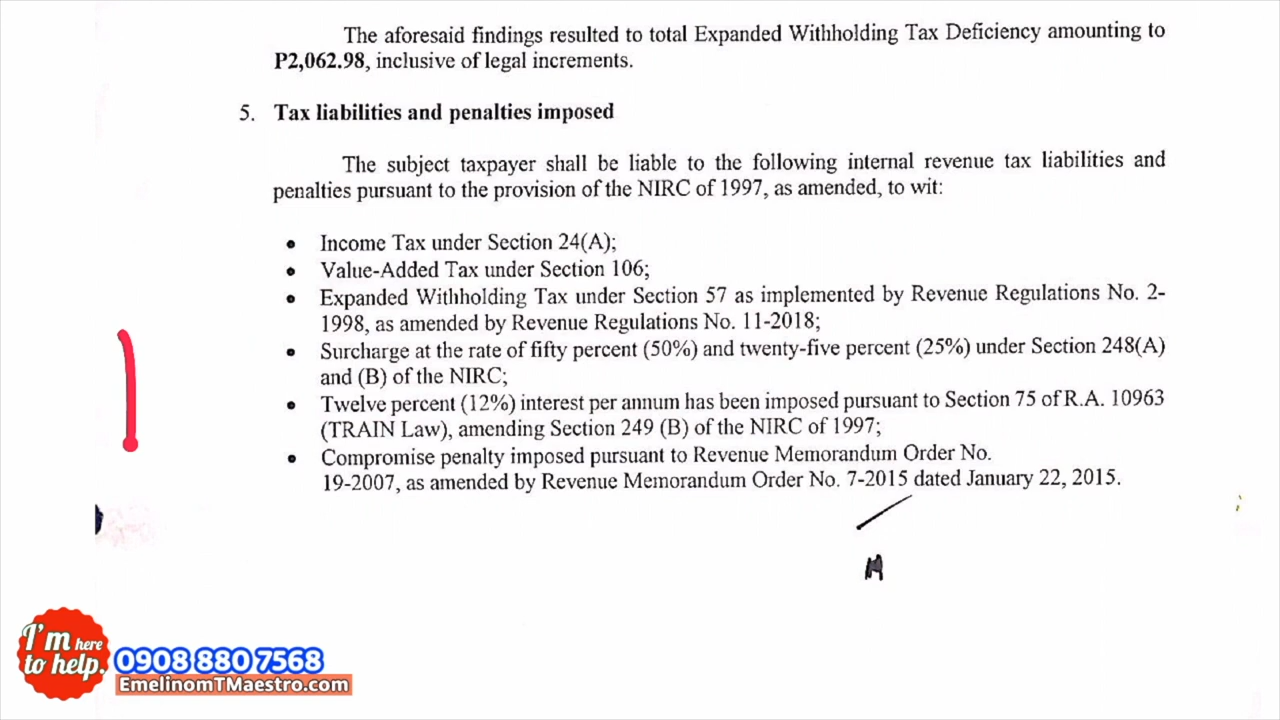 The aforesaid findings resulted to total Expanded Withholding Tax Deficiency amounting to
P2,062.98, inclusive of legal increments.
5. Tax liabilities and penalties imposed
The subject taxpayer shall be liable to the following internal revenue tax liabilities and
penalties pursuant to the provision of the NIRC of 1997, as amended, to wit:
• Income Tax under Section 24(A);
• Value-Added Tax under Section 106;
• Expanded Withholding Tax under Section 57 as implemented by Revenue Regulations No. 2-
1998, as amended by Revenue Regulations No. 11-2018;
• Surcharge at the rate of fifty percent (50%) and twenty-five percent (25%) under Section 248(A)
and (B) of the NIRC;
• Twelve percent (12%) interest per annum has been imposed pursuant to Section 75 of R.A. 10963
(TRAIN Law), amending Section 249 (B) of the NIRC of 1997;
• Compromise penalty imposed pursuant to Revenue Memorandum Order No.
19-2007, as amended by Revenue Memorandum Order No. 7-2015 dated January 22, 2015.
I'm here
to help.
0908 880 7568
EmelinomTMaestro.com